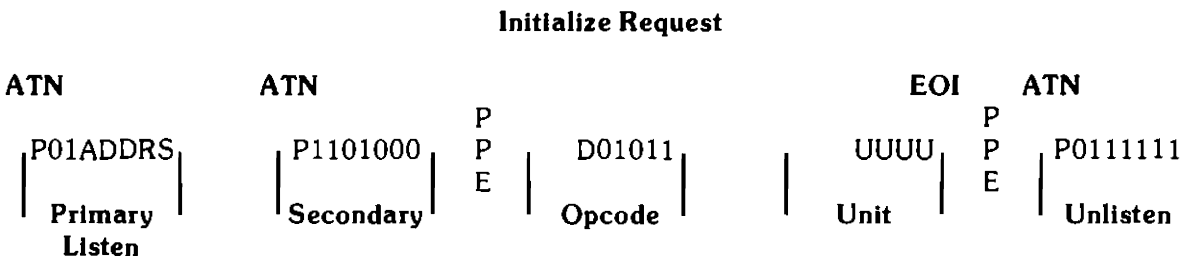 Initialize Request
ATN ATN EOI ATN
P P
P01ADDRS P1101000 P D01011 UUUU P P0111111
E E
Primary Secondary Opcode Unit Unlisten
Listen